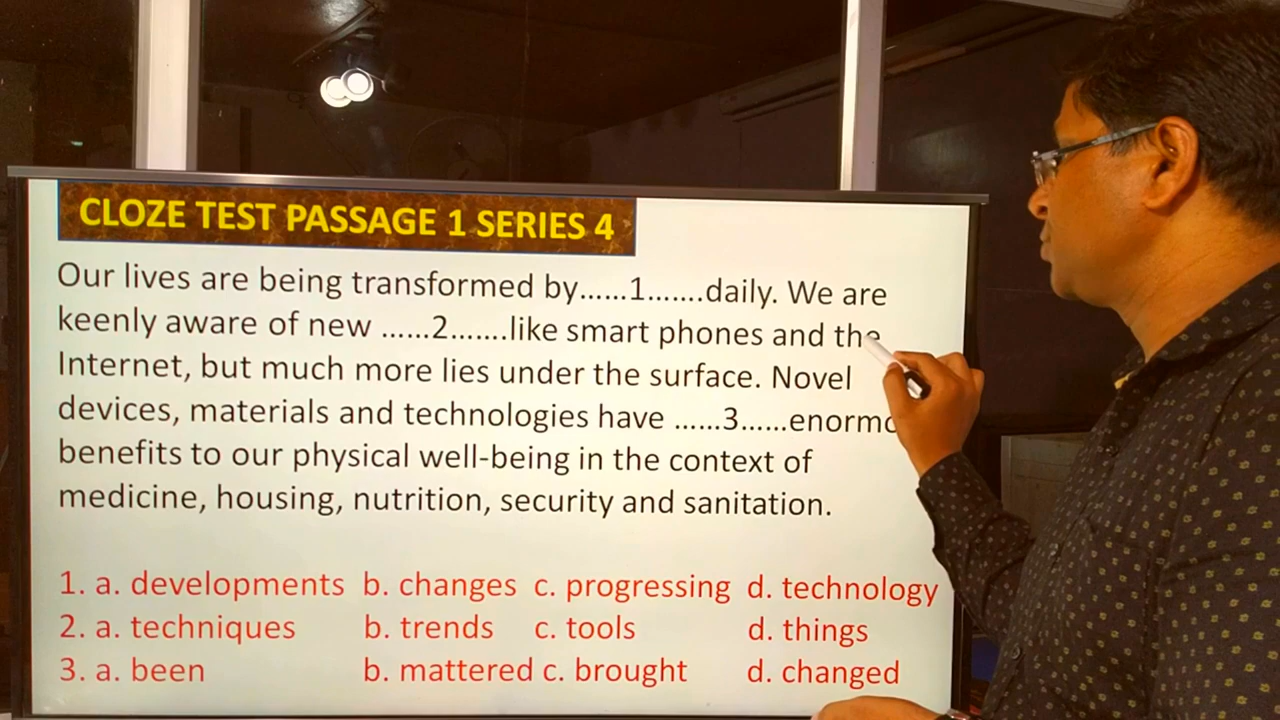 CLOZE TEST PASSAGE 1 SERIES 4
Our lives are being transformed by......1.......daily. We are
keenly aware of new ......2.......like smart phones and the
Internet, but much more lies under the surface. Novel
devices, materials and technologies have ......3......enormo
benefits to our physical well-being in the context of
medicine, housing, nutrition, security and sanitation.
1. a. developments b. changes c. progressing d. technology
2. a. techniques b. trends c. tools d. things
3. a. been b. mattered c. brought d. changed